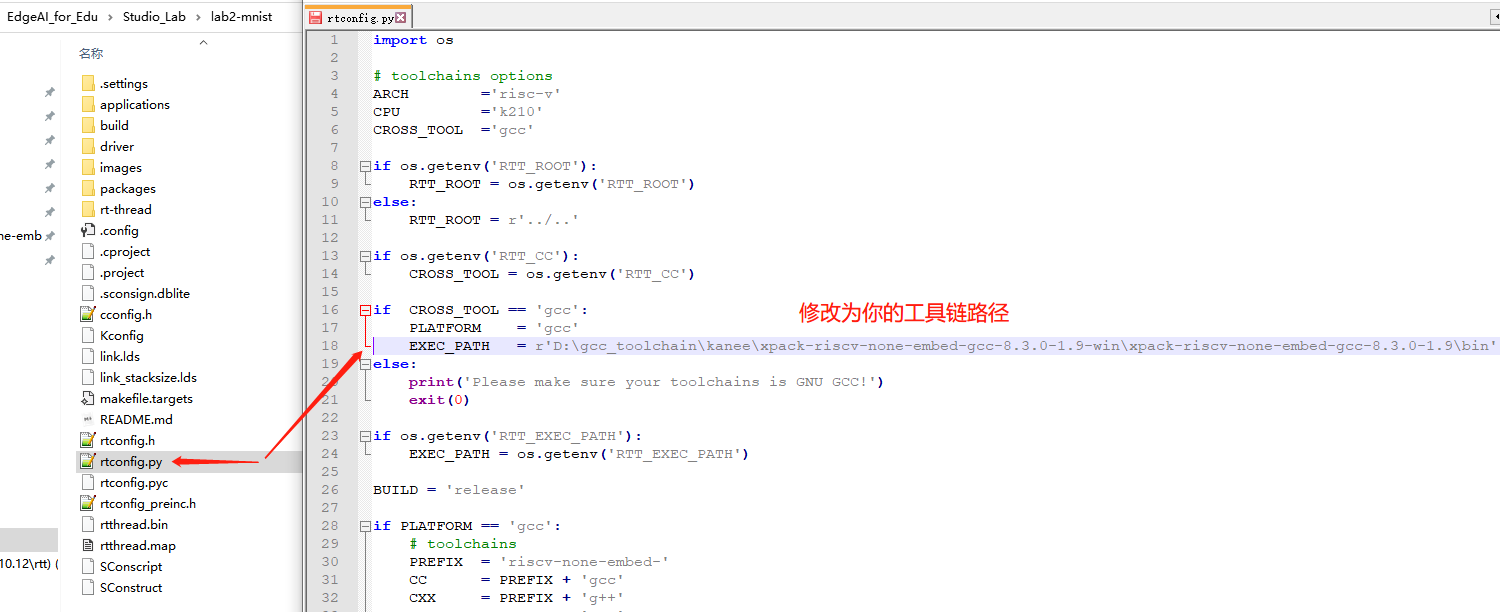 EdgeAI_for_Edu › Studio_Lab › lab2-mnist
名称
.settings
applications
build
driver
images
packages
rt-thread
.config
.cproject
.project
.sconsign.dblite
cconfig.h
Kconfig
link.lds
link_stacksize.lds
makefile.targets
README.md
rtconfig.h
rtconfig.py
rtconfig.pyc
rtconfig_preinc.h
rtthread.bin
rtthread.map
SConscript
SConstruct
ne-emb
10.12\rtt) (
rtconfig.py
1 import os
2
3 # toolchains options
4 ARCH ='risc-v'
5 CPU ='k210'
6 CROSS_TOOL ='gcc'
7
8 if os.getenv('RTT_ROOT'):
9 RTT_ROOT = os.getenv('RTT_ROOT')
10 else:
11 RTT_ROOT = r'../..'
12
13 if os.getenv('RTT_CC'):
14 CROSS_TOOL = os.getenv('RTT_CC')
15
16 if CROSS_TOOL == 'gcc':
修改为你的工具链路径
17 PLATFORM = 'gcc'
18 EXEC_PATH = r'D:\gcc_toolchain\kanee\xpack-riscv-none-embed-gcc-8.3.0-1.9-win\xpack-riscv-none-embed-gcc-8.3.0-1.9\bin'
19 else:
20 print('Please make sure your toolchains is GNU GCC!')
21 exit(0)
22
23 if os.getenv('RTT_EXEC_PATH'):
24 EXEC_PATH = os.getenv('RTT_EXEC_PATH')
25
26 BUILD = 'release'
27
28 if PLATFORM == 'gcc':
29 # toolchains
30 PREFIX = 'riscv-none-embed-'
31 CC = PREFIX + 'gcc'
32 CXX = PREFIX + 'g++'